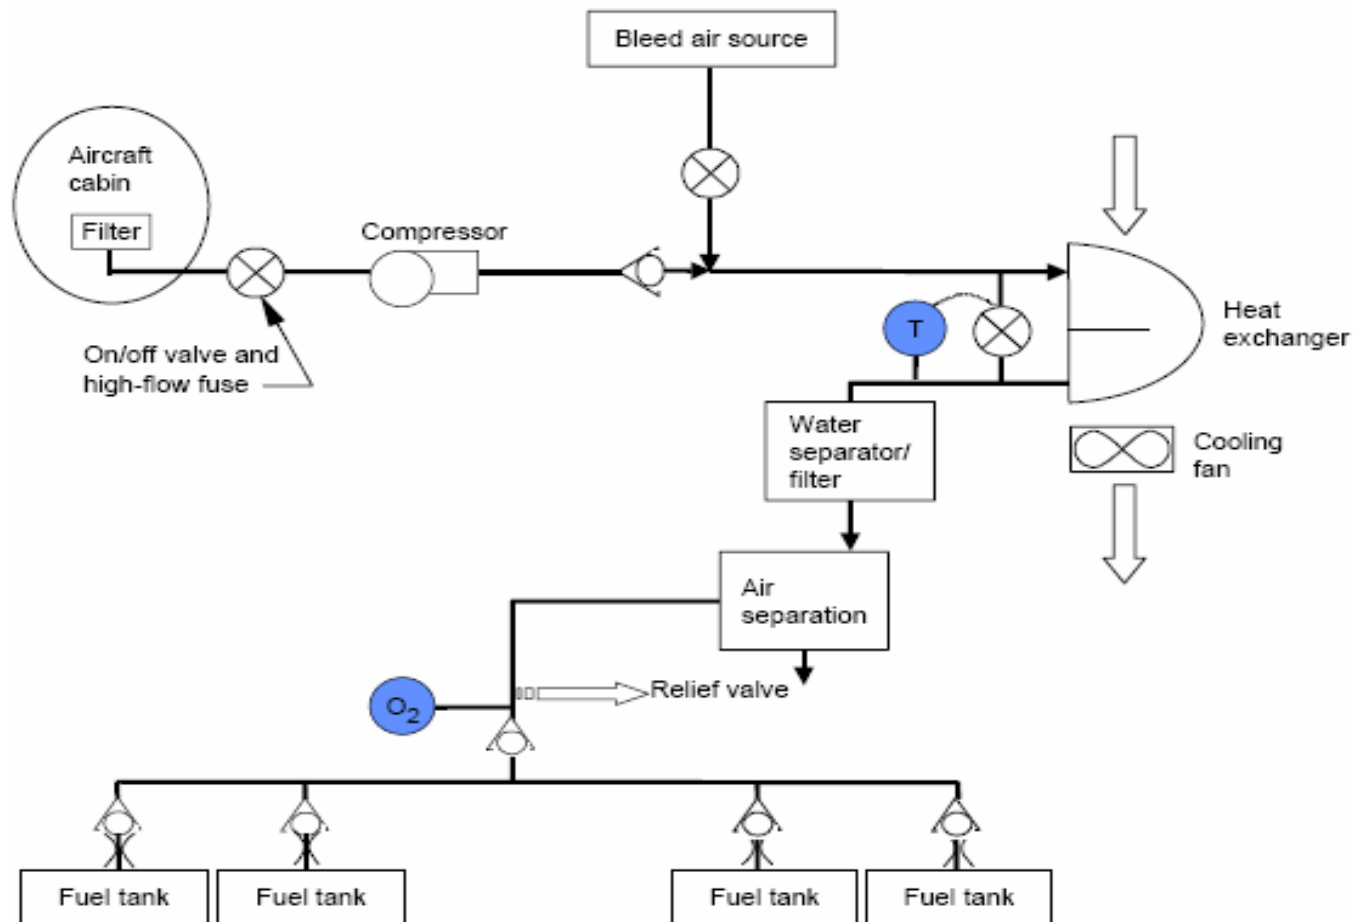 Bleed air source
Aircraft
cabin
Filter
Compressor
On/off valve and
high-flow fuse
T
Heat
exchanger
Water
separator/
filter
Cooling
fan
Air
separation
Relief valve
O2
Fuel tank
Fuel tank
Fuel tank
Fuel tank